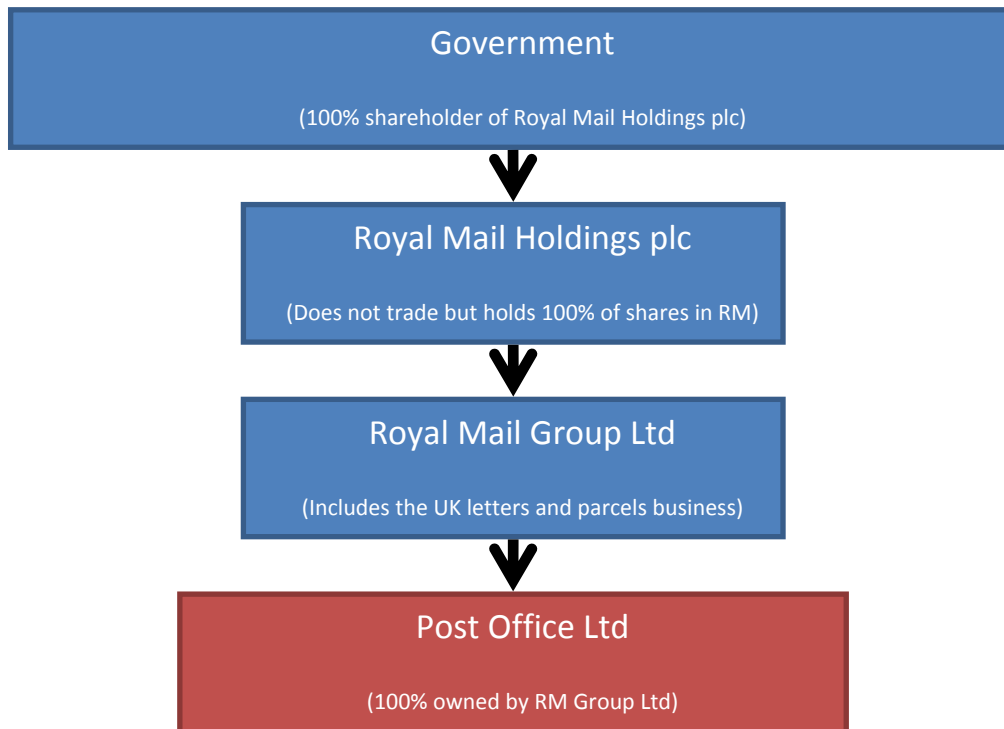 Government
(100% shareholder of Royal Mail Holdings plc)
Royal Mail Holdings plc
(Does not trade but holds 100% of shares in RM)
Royal Mail Group Ltd
(Includes the UK letters and parcels business)
Post Office Ltd
(100% owned by RM Group Ltd)